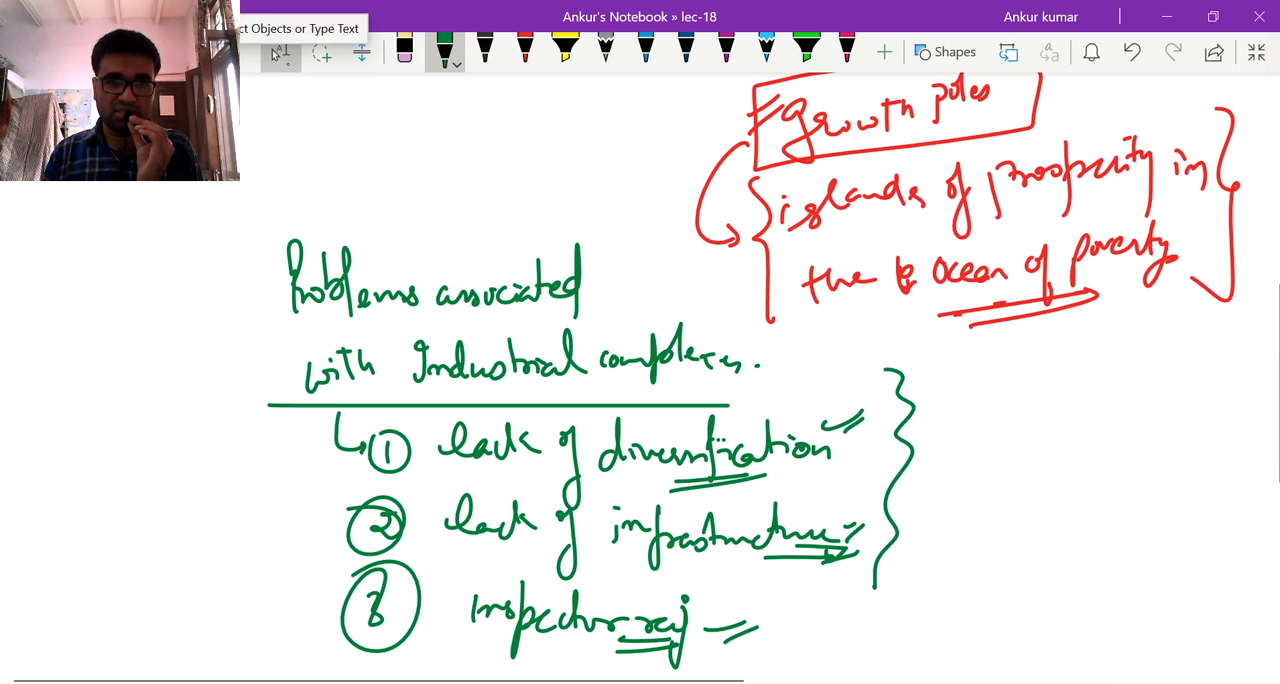 ct Objects or Type Text
Ankur's Notebook » lec-18
Ankur kumar
Shapes
growth poles
islands of prosperity in
the ocean of poverty
Problems associated
with Industrial complexes.
1 lack of diversification
2 lack of infrastructure
3 inspector raj